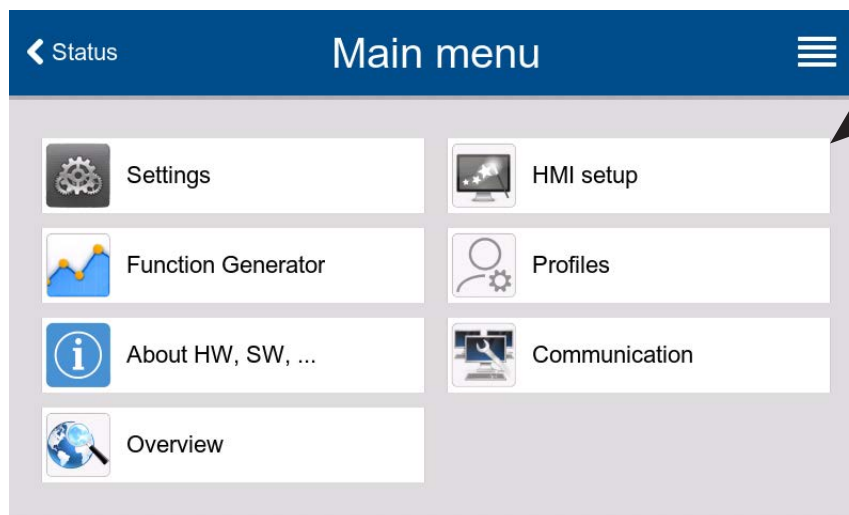 Status
Main menu
Settings
HMI setup
Function Generator
Profiles
About HW, SW, ...
Communication
Overview